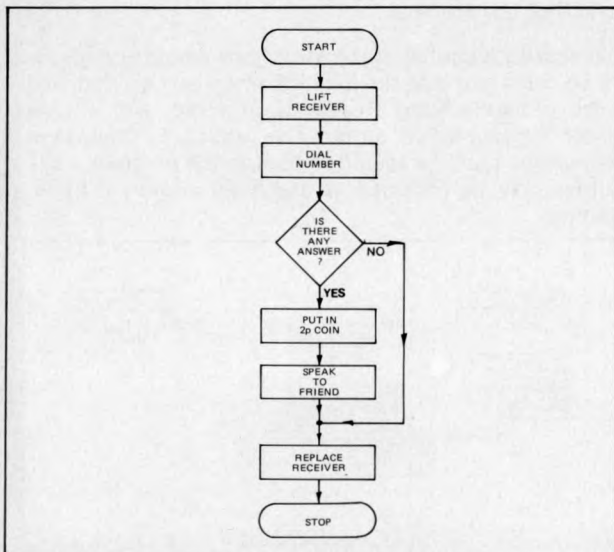 START
LIFT
RECEIVER
DIAL
NUMBER
IS
THERE
ANY
ANSWER
?
NO
YES
PUT IN
2p COIN
SPEAK
TO
FRIEND
REPLACE
RECEIVER
STOP